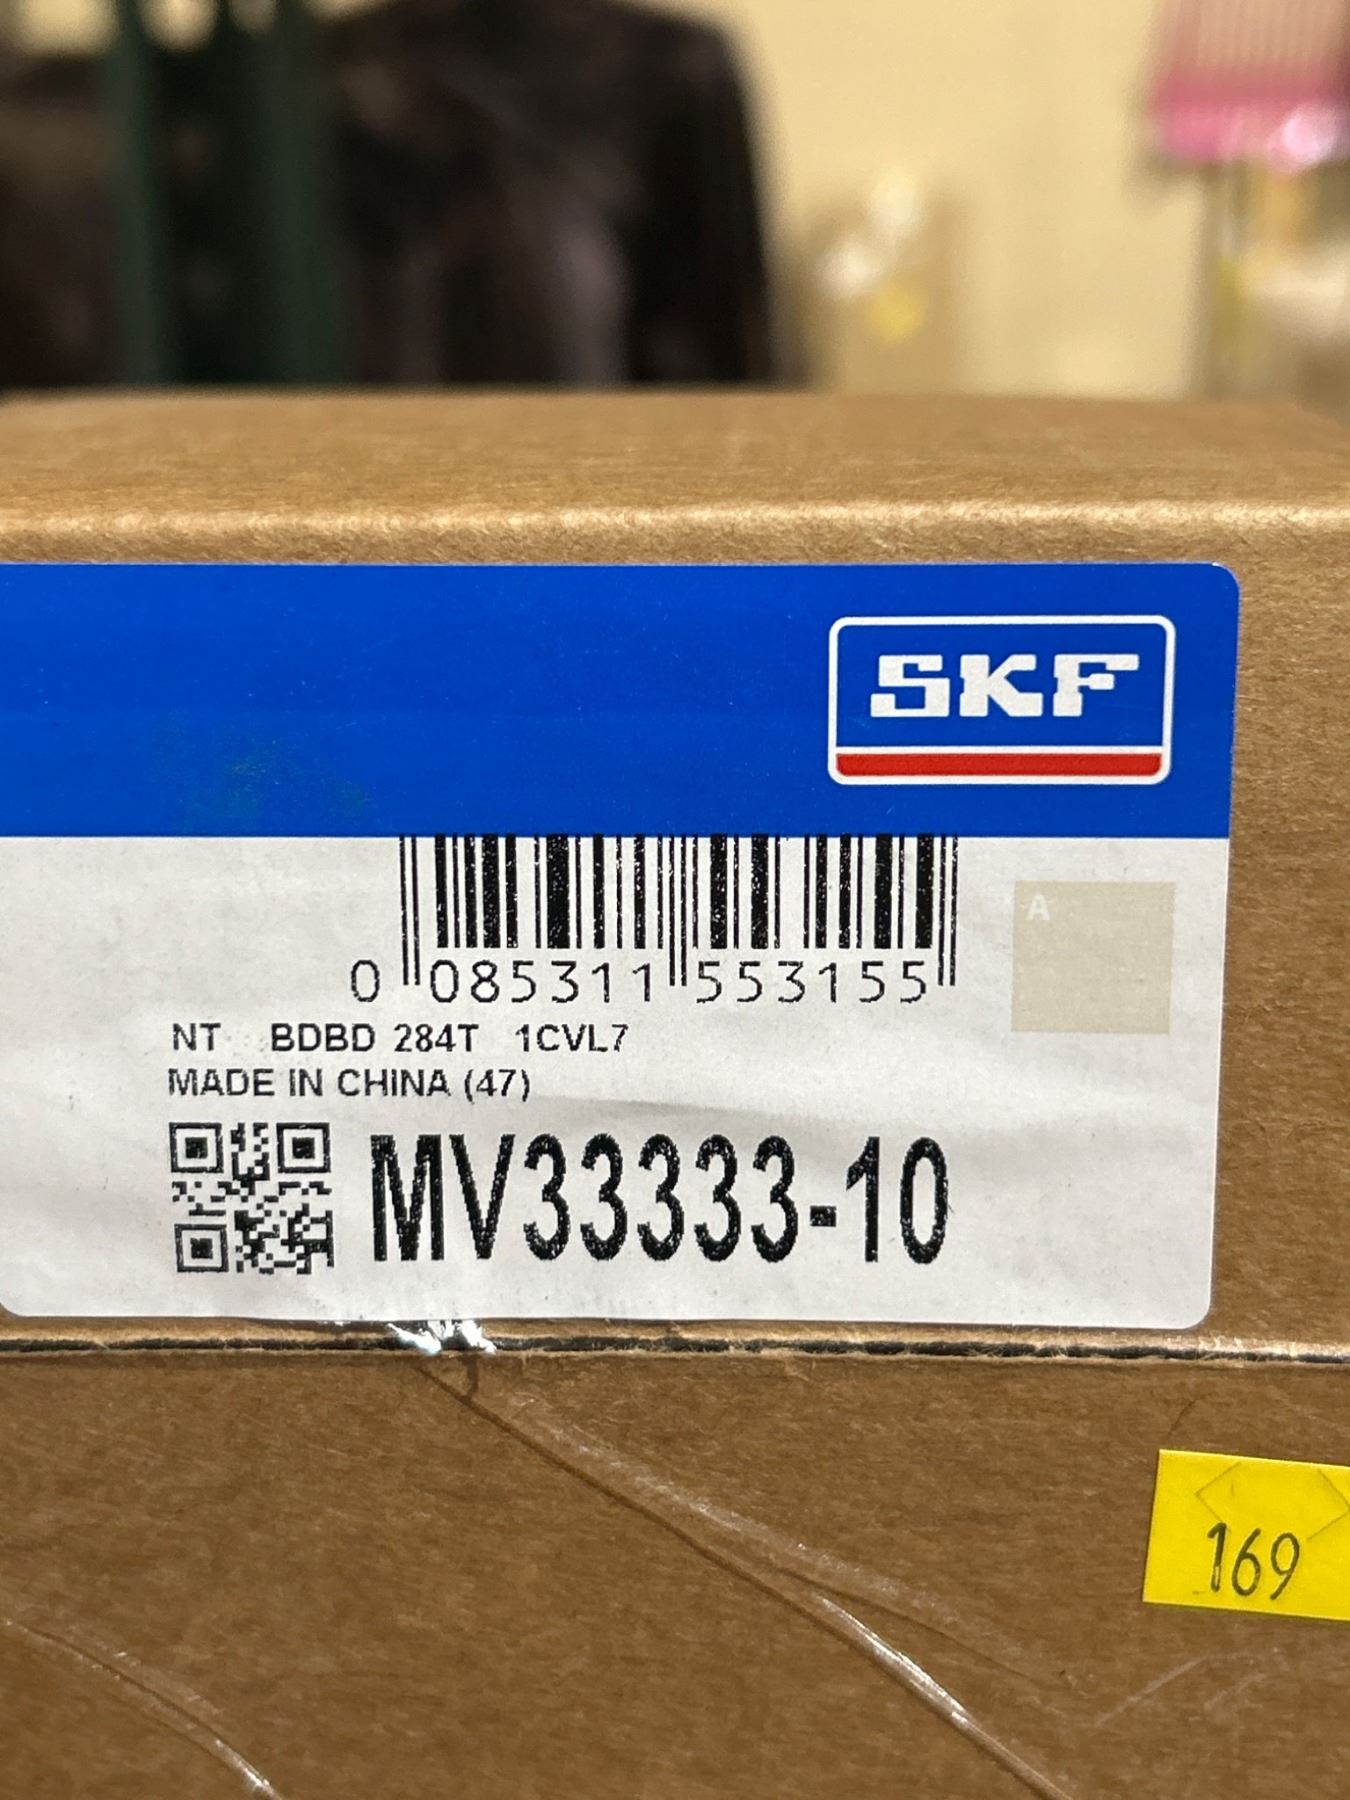 SKF
A
0 085311 553155
NT BDBD 284T 1CVL7
MADE IN CHINA (47)
MV33333-10
169